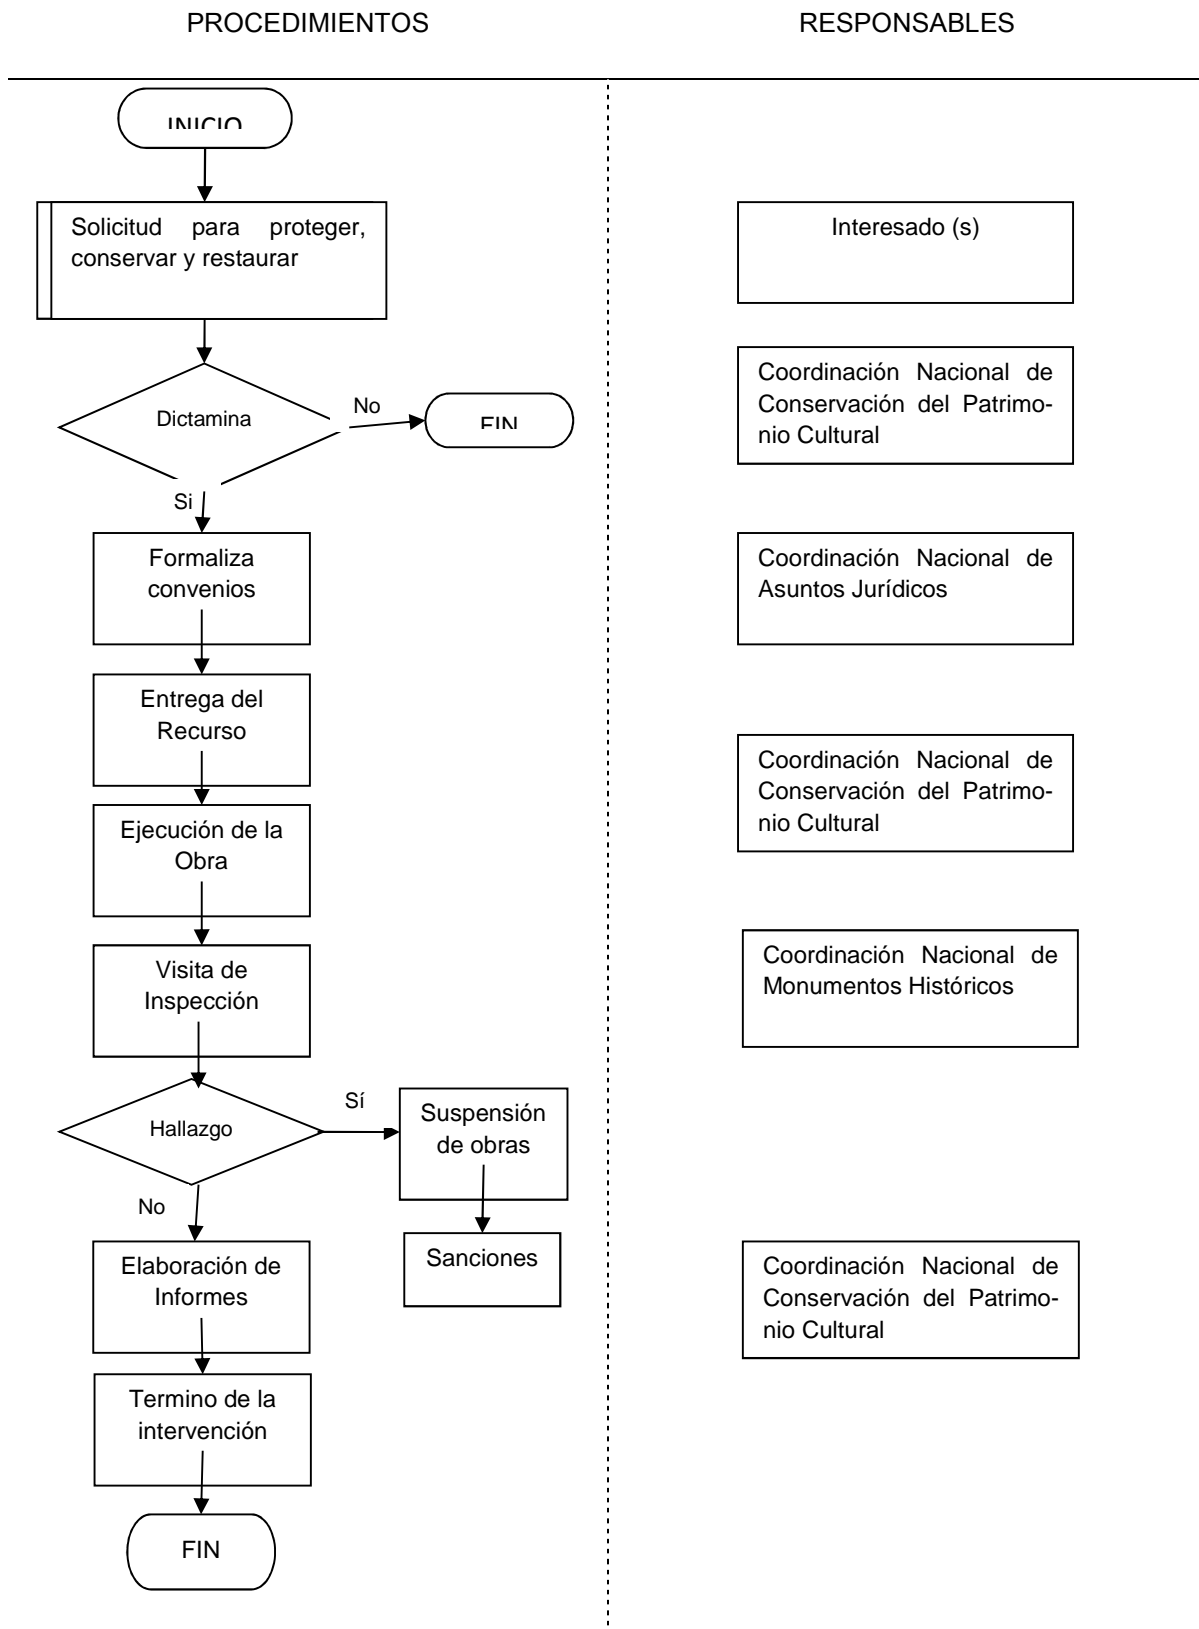 PROCEDIMIENTOS
RESPONSABLES
INICIO
Solicitud para proteger,
conservar y restaurar
Interesado (s)
Dictamina
No
FIN
Coordinación Nacional de
Conservación del Patrimo-
nio Cultural
Si
Formaliza
convenios
Coordinación Nacional de
Asuntos Jurídicos
Entrega del
Recurso
Ejecución de la
Obra
Coordinación Nacional de
Conservación del Patrimo-
nio Cultural
Visita de
Inspección
Coordinación Nacional de
Monumentos Históricos
Hallazgo
Sí
Suspensión
de obras
Sanciones
No
Elaboración de
Informes
Coordinación Nacional de
Conservación del Patrimo-
nio Cultural
Termino de la
intervención
FIN